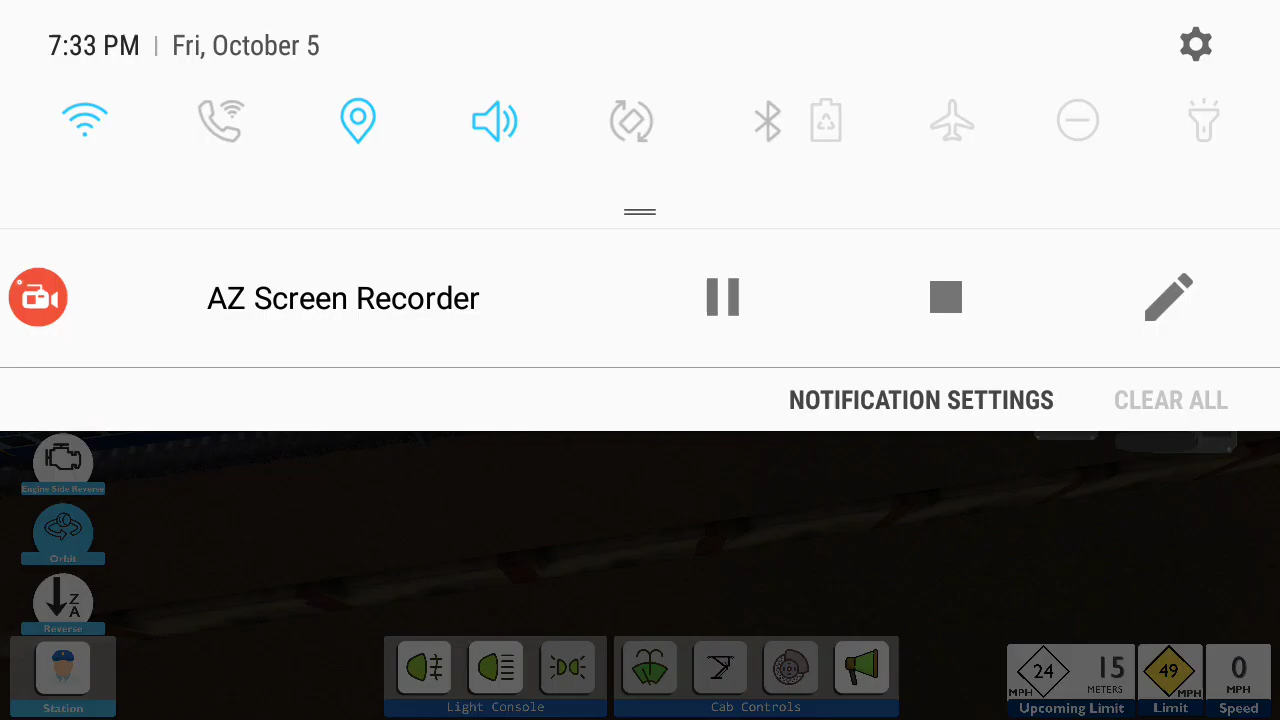 7:33 PM | Fri, October 5
AZ Screen Recorder
NOTIFICATION SETTINGS CLEAR ALL
Engine Side Reverse
Orbit
Z
A
Reverse
Station
Light Console
Cab Controls
24 MPH 15 METERS
Upcoming Limit
49 MPH
Limit
0 MPH
Speed